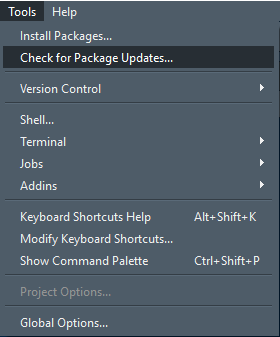 Tools Help
Install Packages...
Check for Package Updates...
Version Control
Shell...
Terminal
Jobs
Addins
Keyboard Shortcuts Help Alt+Shift+K
Modify Keyboard Shortcuts...
Show Command Palette Ctrl+Shift+P
Project Options...
Global Options...